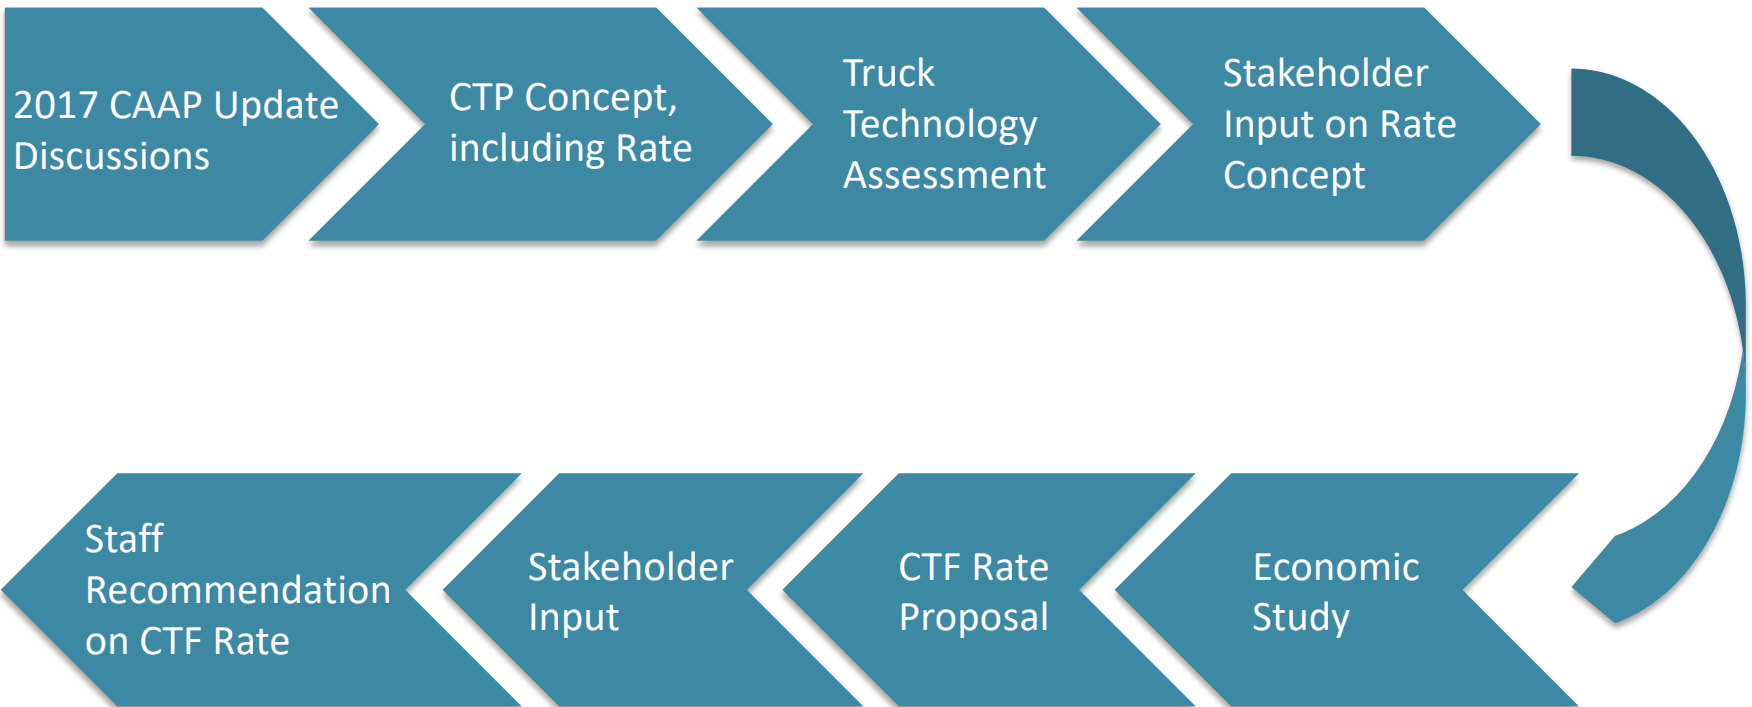 2017 CAAP Update
Discussions
CTP Concept,
including Rate
Truck
Technology
Assessment
Stakeholder
Input on Rate
Concept
Economic
Study
CTF Rate
Proposal
Stakeholder
Input
Staff
Recommendation
on CTF Rate